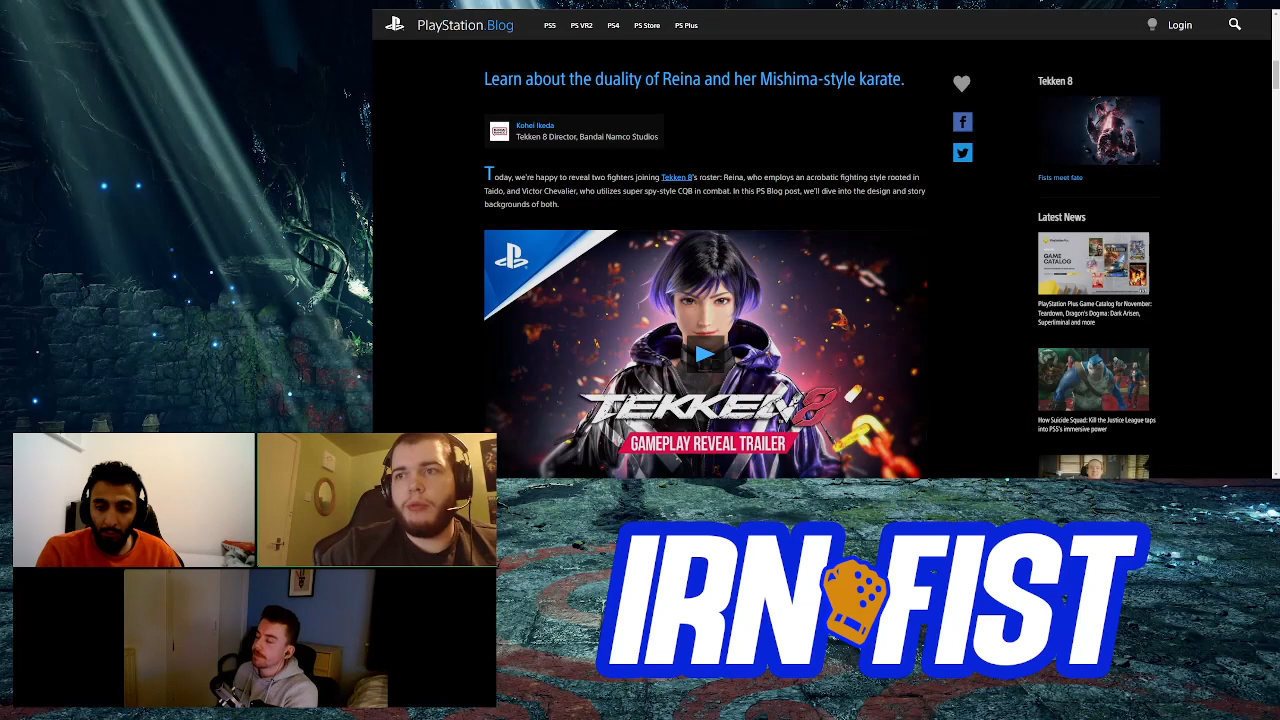 PlayStation.Blog
PS5
PS VR2
PS4
PS Store
PS Plus
Login
Learn about the duality of Reina and her Mishima-style karate.
Kohei Ikeda
Tekken 8 Director, Bandai Namco Studios
Today, we're happy to reveal two fighters joining Tekken 8's roster: Reina, who employs an acrobatic fighting style rooted in
Taido, and Victor Chevalier, who utilizes super spy-style CQB in combat. In this PS Blog post, we'll dive into the design and story
backgrounds of both.
TEKKEN 8
GAMEPLAY REVEAL TRAILER
Tekken 8
Fists meet fate
Latest News
GAME
CATALOG
PlayStation Plus Game Catalog for November:
Teardown, Dragon's Dogma: Dark Arisen,
Superliminal and more
How Suicide Squad: Kill the Justice League taps
into PS5's immersive power
IRN FIST